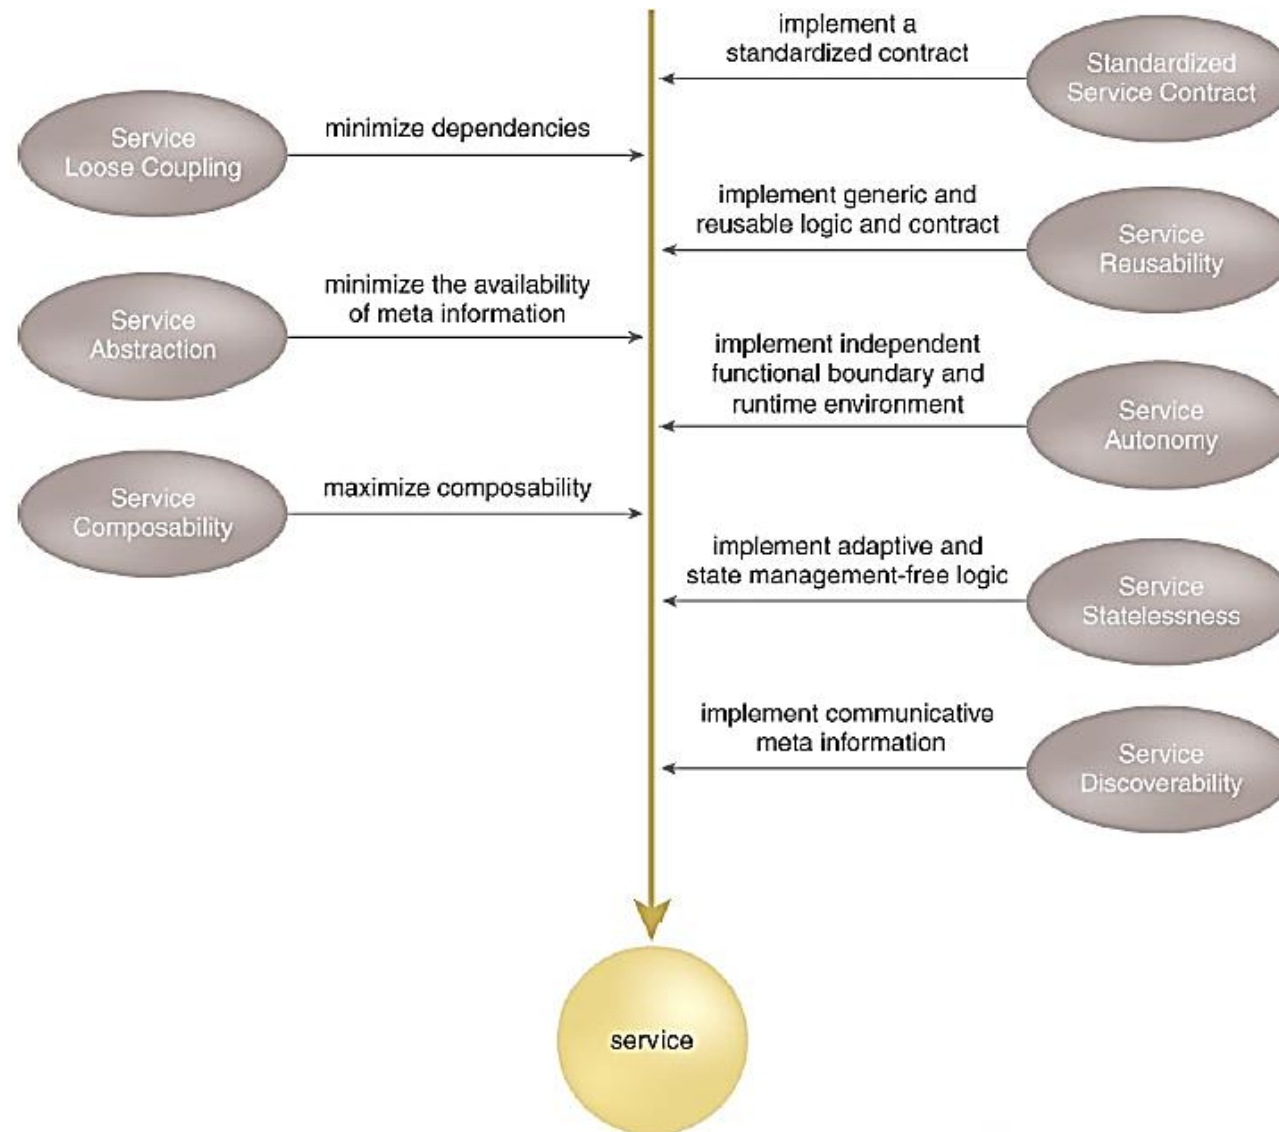 implement a
standardized contract
Standardized
Service Contract
Service
Loose Coupling
minimize dependencies
implement generic and
reusable logic and contract
Service
Reusability
Service
Abstraction
minimize the availability
of meta information
implement independent
functional boundary and
runtime environment
Service
Autonomy
Service
Composability
maximize composability
implement adaptive and
state management-free logic
Service
Statelessness
implement communicative
meta information
Service
Discoverability
service